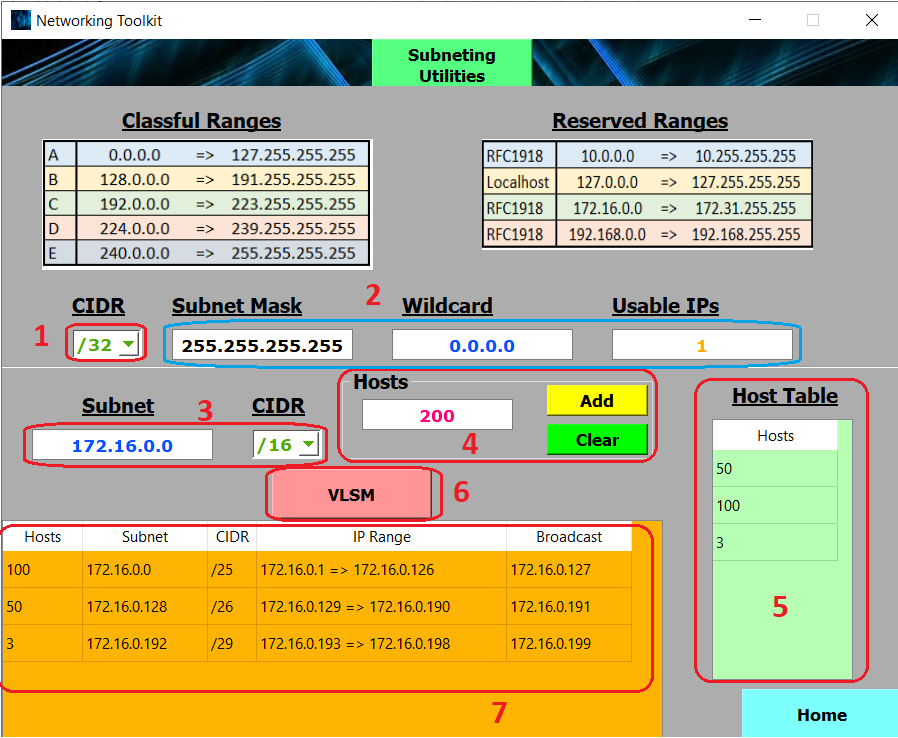 Networking Toolkit
Subneting
Utilities
Classful Ranges
A 0.0.0.0 => 127.255.255.255
B 128.0.0.0 => 191.255.255.255
C 192.0.0.0 => 223.255.255.255
D 224.0.0.0 => 239.255.255.255
E 240.0.0.0 => 255.255.255.255
Reserved Ranges
RFC1918 10.0.0.0 => 10.255.255.255
Localhost 127.0.0.0 => 127.255.255.255
RFC1918 172.16.0.0 => 172.31.255.255
RFC1918 192.168.0.0 => 192.168.255.255
CIDR Subnet Mask 2 Wildcard Usable IPs
1 /32 255.255.255.255 0.0.0.0 1
Subnet 3 CIDR
172.16.0.0 /16
Hosts
200 Add
4 Clear
Host Table
Hosts
50
100
3
5
VLSM 6
Hosts Subnet CIDR IP Range Broadcast
100 172.16.0.0 /25 172.16.0.1 => 172.16.0.126 172.16.0.127
50 172.16.0.128 /26 172.16.0.129 => 172.16.0.190 172.16.0.191
3 172.16.0.192 /29 172.16.0.193 => 172.16.0.198 172.16.0.199
7
Home